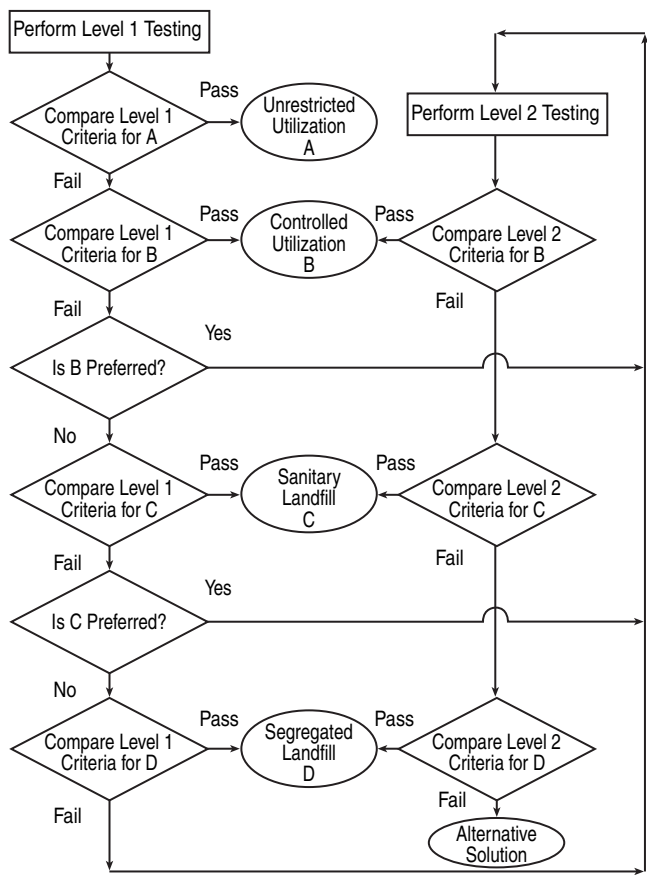 Perform Level 1 Testing
Compare Level 1
Criteria for A
Pass
Unrestricted
Utilization
A
Perform Level 2 Testing
Fail
Compare Level 1
Criteria for B
Pass
Controlled
Utilization
B
Pass
Compare Level 2
Criteria for B
Fail
Fail
Is B Preferred?
Yes
No
Compare Level 1
Criteria for C
Pass
Sanitary
Landfill
C
Pass
Compare Level 2
Criteria for C
Fail
Fail
Is C Preferred?
Yes
No
Compare Level 1
Criteria for D
Pass
Segregated
Landfill
D
Pass
Compare Level 2
Criteria for D
Fail
Fail
Alternative
Solution